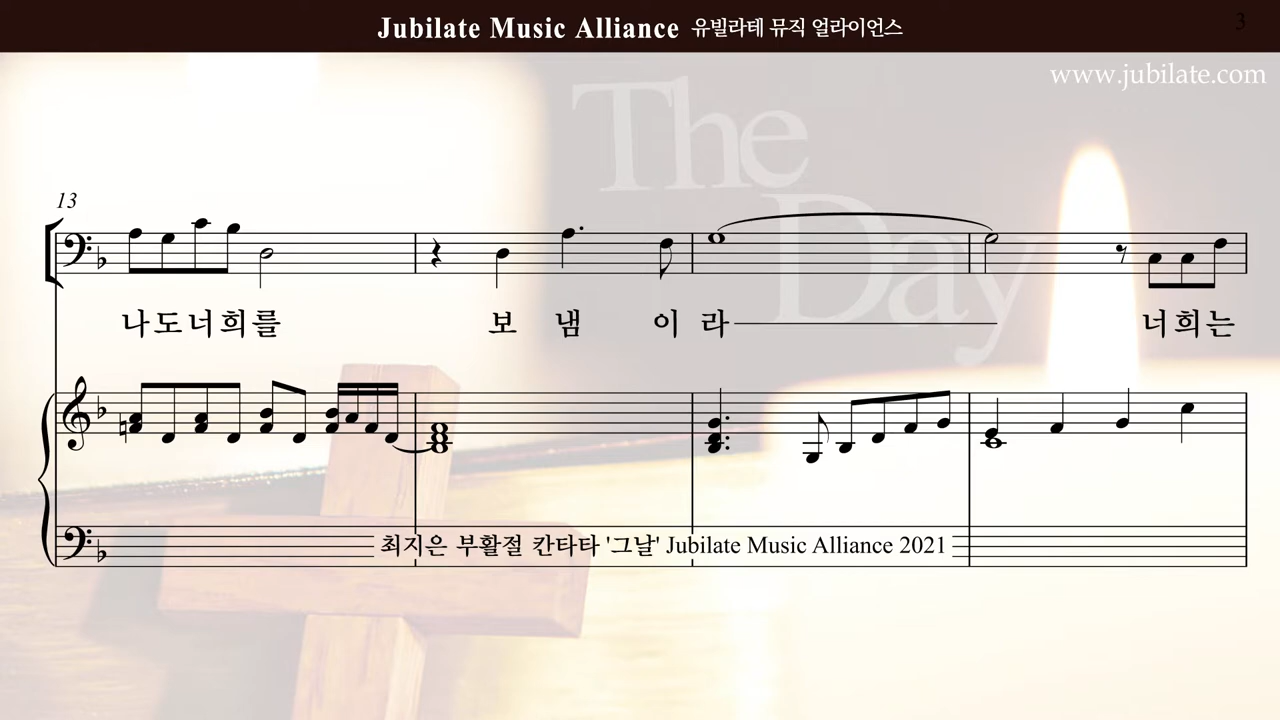 Jubilate Music Alliance 유빌라테 뮤직 얼라이언스
3
www.jubilate.com
The
Day
13
나도너희를 보냄이라 너희는
최지은 부활절 칸타타 '그날' Jubilate Music Alliance 2021